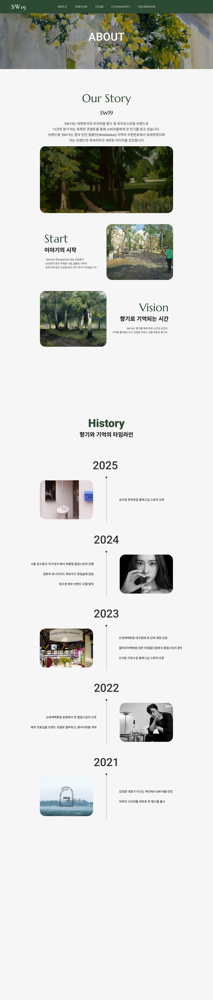 SW19
ABOUT
PERFUME
STORE
COMMUNITY
MEMBERSHIP
ABOUT
홈
소개
Our Story
SW19
SW19는 대한민국의 프리미엄 향수 및 라이프스타일 브랜드로
'시간의 향기'라는 독특한 콘셉트를 통해 소비자들에게 큰 인기를 얻고 있습니다.
브랜드명 'SW19는 영국 런던 윔블던(Wimbledon) 지역의 우편번호에서 유래하였으며
이는 브랜드의 럭셔리하고 세련된 이미지를 강조합니다.
Start
이야기의 시작
"SW19는 왁티(WAGTI) 대표 강정훈이
삼성전자 영국 주재원 시절, 윔블던 지역의
분위기에 깊은 인상을 받은 것이 계기가 되었습니다."
Vision
향기로 기억되는 시간
SW19는 향기를 통해 특정 시간과 공간의
기억을 불러일으키고 감정을 전하는 것을 목표로 합니다.
History
향기와 기억의 타임라인
2025
성수동 연무장길 플래그십 스토어 오픈
2024
서울 성수동의 '이구성수'에서 체험형 팝업스토어 진행
일본의 유나이티드 애로우즈 편집숍에 입점
정수정 배우 브랜드 모델 발탁
SW19
2023
Journey to the moments
신세계백화점 대구점에 첫 단독 매장 오픈
갤러리아백화점 대전 타임월드점에서 팝업스토어 운영
신사동 가로수길 플래그십 스토어 오픈
2022
신세계백화점 본점에서 첫 펍업스토어 오픈
배우 안효섭을 브랜드 모델로 발탁하고, 팬사이회를 개최
SW19
2021
SW19
강정훈 대표가 이끄는 왁티에서 SW19를 런칭
하루의 시간대를 테마로 한 향수를 출시